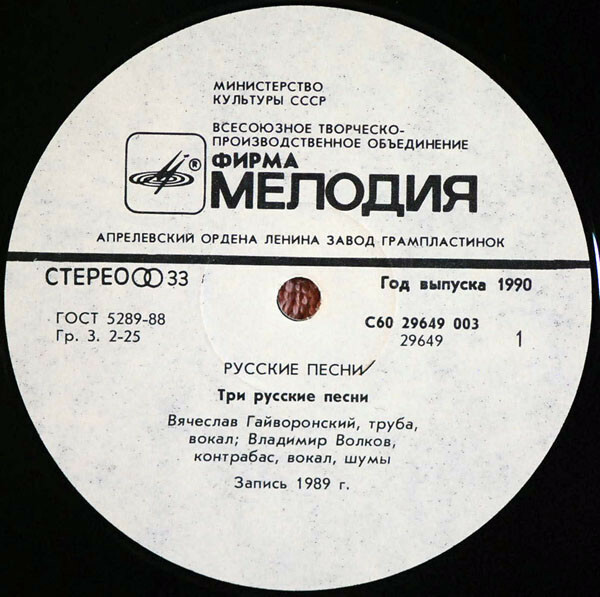 МИНИСТЕРСТВО
КУЛЬТУРЫ СССР
ВСЕСОЮЗНОЕ ТВОРЧЕСКО-
ПРОИЗВОДСТВЕННОЕ ОБЪЕДИНЕНИЕ
® ФИРМА
МЕЛОДИЯ
АПРЕЛЕВСКИЙ ОРДЕНА ЛЕНИНА ЗАВОД ГРАМПЛАСТИНОК
СТЕРЕО 33
Год выпуска 1990
ГОСТ 5289-88
Гр. 3. 2-25
С60 29649 003
29649
1
РУССКИЕ ПЕСНИ
Три русские песни
Вячеслав Гайворонский, труба,
вокал; Владимир Волков,
контрабас, вокал, шумы
Запись 1989 г.